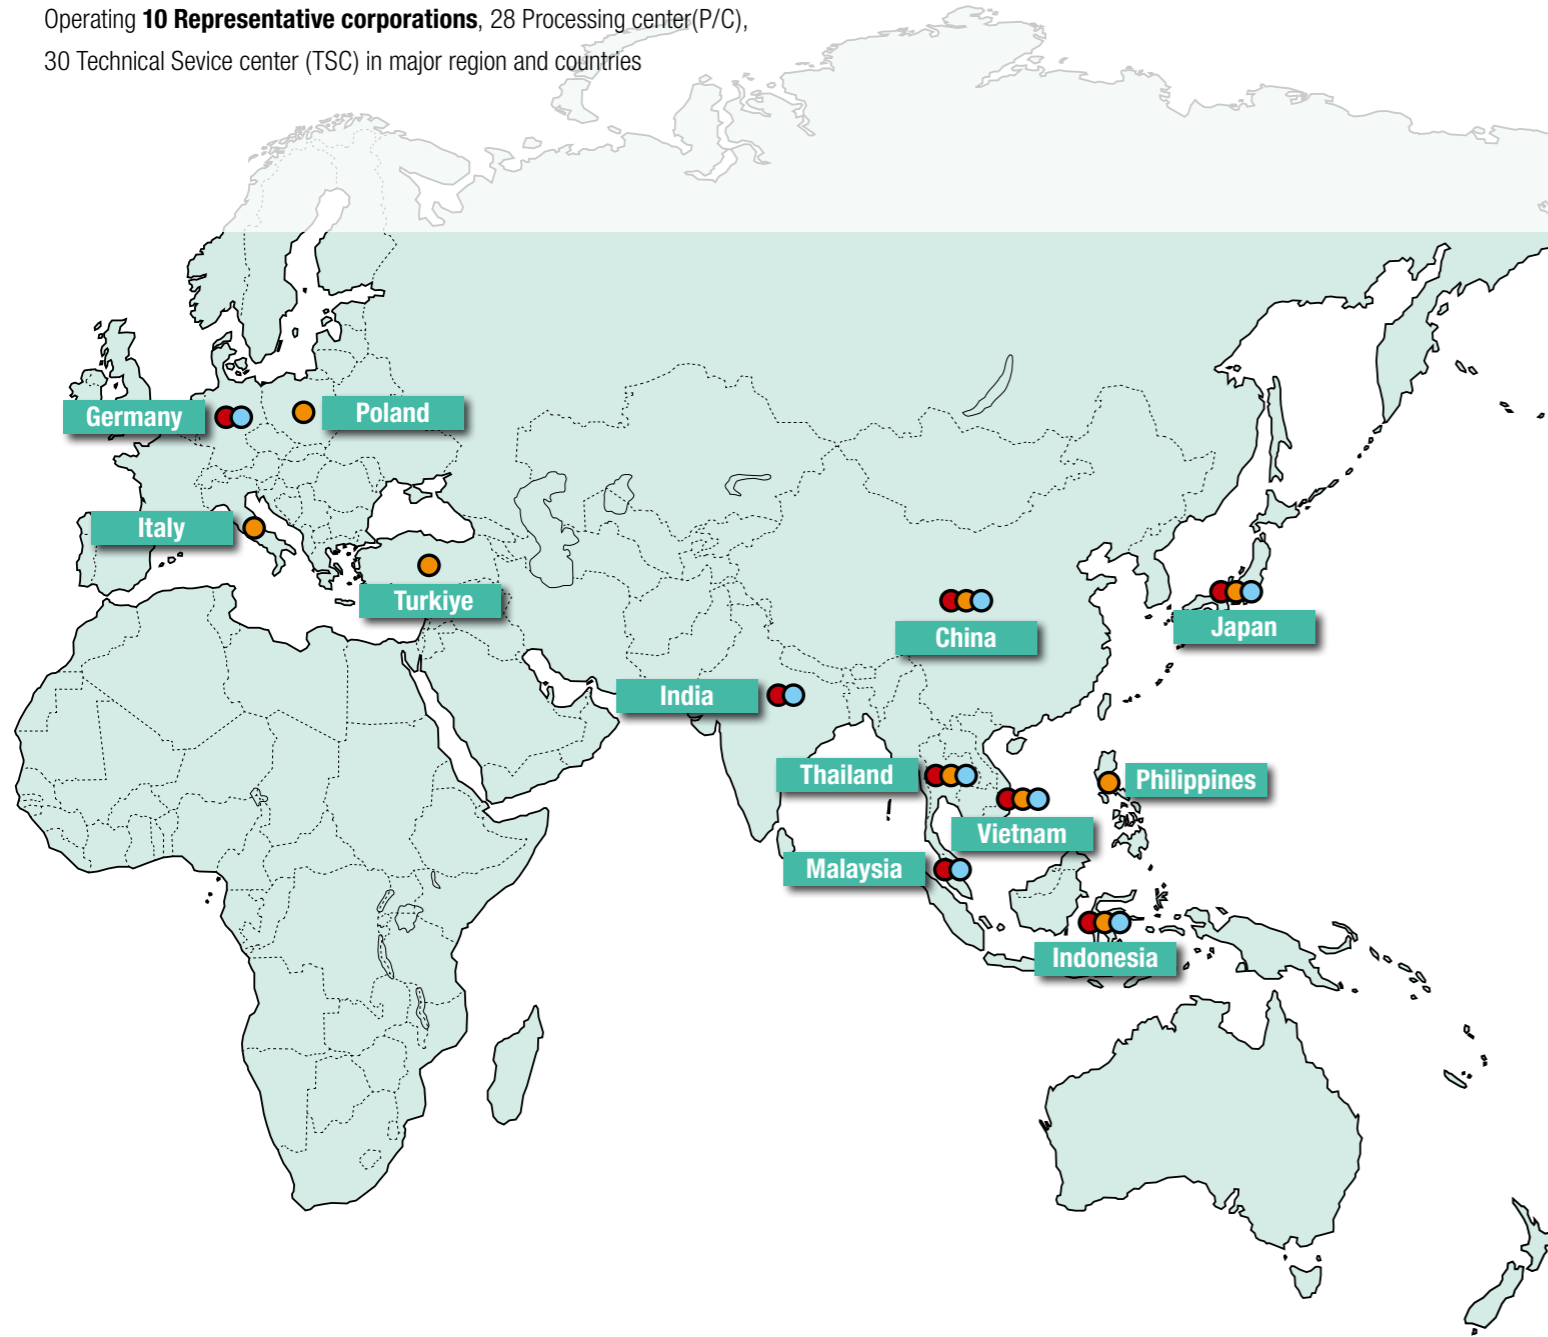 Operating 10 Representative corporations, 28 Processing center(P/C),
30 Technical Sevice center (TSC) in major region and countries
Germany
Poland
Italy
Turkiye
China
Japan
India
Thailand
Philippines
Vietnam
Malaysia
Indonesia